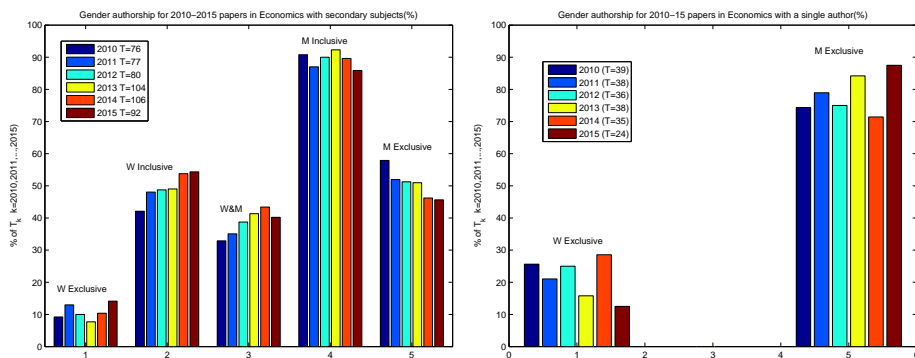 Gender authorship for 2010−2015 papers in Economics with secondary subjects(%)
100
90
80
70
60
50
40
30
20
10
0
% of T_k k=2010,2011,...,2015)
2010 T=76
2011 T=77
2012 T=80
2013 T=104
2014 T=106
2015 T=92
W Exclusive
W Inclusive
W&M
M Inclusive
M Exclusive
1 2 3 4 5
Gender authorship for 2010−15 papers in Economics with a single author(%)
100
90
80
70
60
50
40
30
20
10
0
% of T_k k=2010,2011,...,2015)
2010 (T=39)
2011 (T=38)
2012 (T=36)
2013 (T=38)
2014 (T=35)
2015 (T=24)
W Exclusive
M Exclusive
0 1 2 3 4 5 6